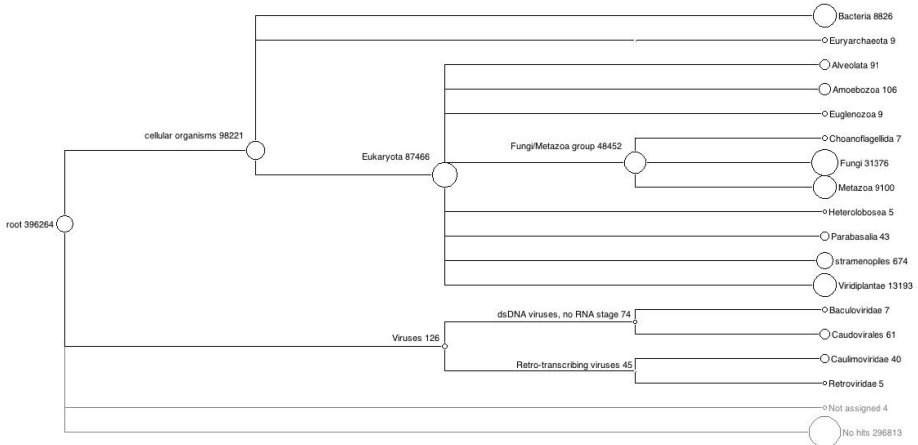 Bacteria 8826
Euryarchaeota 9
Alveolata 91
Amoebozoa 106
Euglenozoa 9
cellular organisms 98221
Choanoflagellida 7
Fungi/Metazoa group 48452
Eukaryota 87466
Fungi 31376
Metazoa 9100
Heterolobosea 5
root 396264
Parabasalia 43
stramenopiles 674
Viridiplantae 13193
Baculoviridae 7
dsDNA viruses, no RNA stage 74
Caudovirales 61
Viruses 126
Caulimoviridae 40
Retro-transcribing viruses 45
Retroviridae 5
Not assigned 4
No hits 296813